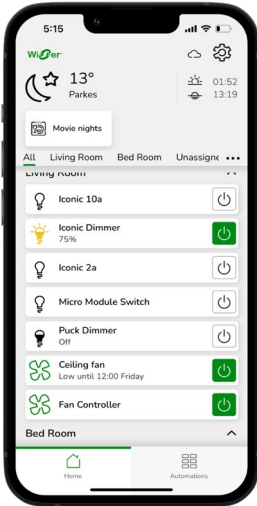 5:15
Wiser
13°
Parkes
01:52
13:19
Movie nights
All Living Room Bed Room Unassigne •••
Living Room
Iconic 10a
Iconic Dimmer
75%
Iconic 2a
Micro Module Switch
Puck Dimmer
Off
Ceiling fan
Low until 12:00 Friday
Fan Controller
Bed Room
Home
Automations